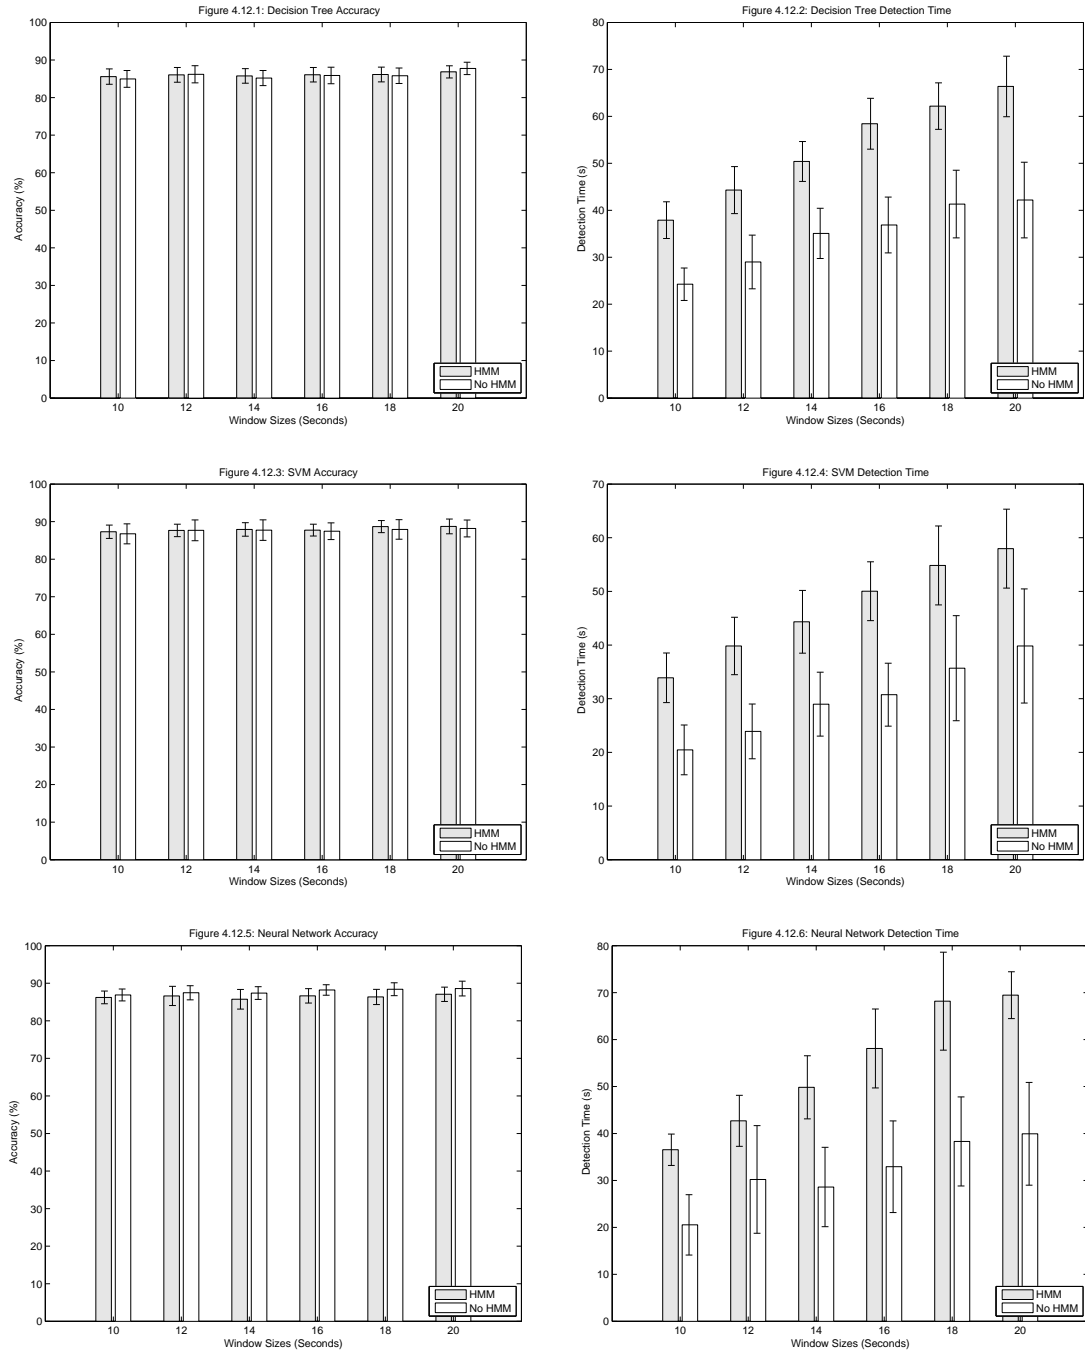 Figure 4.12.1: Decision Tree Accuracy
100
90
80
70
60
50
40
30
20
10
0
Accuracy (%)
10 12 14 16 18 20
Window Sizes (Seconds)
HMM
No HMM
Figure 4.12.2: Decision Tree Detection Time
80
70
60
50
40
30
20
10
0
Detection Time (s)
10 12 14 16 18 20
Window Sizes (Seconds)
HMM
No HMM
Figure 4.12.3: SVM Accuracy
100
90
80
70
60
50
40
30
20
10
0
Accuracy (%)
10 12 14 16 18 20
Window Sizes (Seconds)
HMM
No HMM
Figure 4.12.4: SVM Detection Time
70
60
50
40
30
20
10
0
Detection Time (s)
10 12 14 16 18 20
Window Sizes (Seconds)
HMM
No HMM
Figure 4.12.5: Neural Network Accuracy
100
90
80
70
60
50
40
30
20
10
0
Accuracy (%)
10 12 14 16 18 20
Window Sizes (Seconds)
HMM
No HMM
Figure 4.12.6: Neural Network Detection Time
80
70
60
50
40
30
20
10
0
Detection Time (s)
10 12 14 16 18 20
Window Sizes (Seconds)
HMM
No HMM